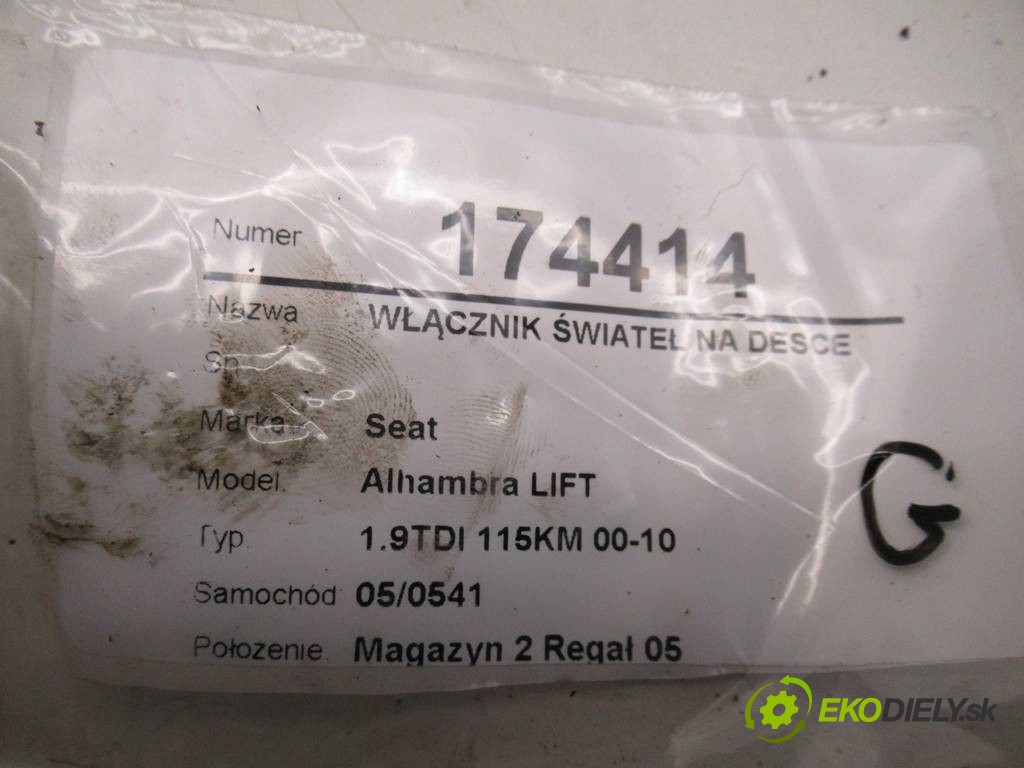 Numer 174414
Nazwa WŁĄCZNIK ŚWIATEŁ NA DESCE
Marka Seat
Model. Alhambra LIFT
Typ. 1.9TDI 115KM 00-10
Samochód 05/0541
Położenie. Magazyn 2 Regał 05
G
EKODIELY.sk